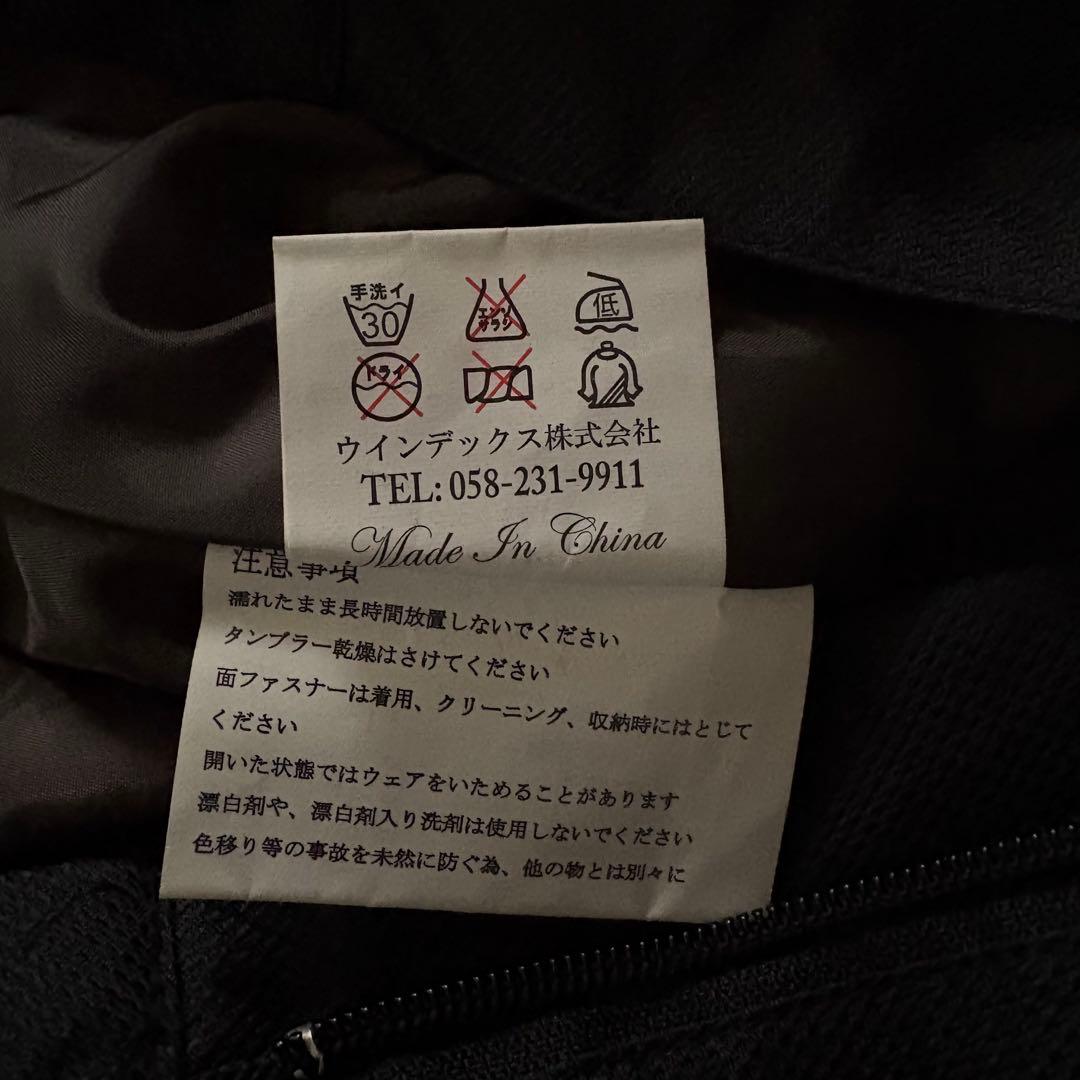 手洗イ
30
エンソ
サラシ
低
ドライ
ウインデックス株式会社
TEL: 058-231-9911
Made In China
注意事項
濡れたまま長時間放置しないでください
タンブラー乾燥はさけてください
面ファスナーは着用、クリーニング、収納時にはとじて
ください
開いた状態ではウェアをいためることがあります
漂白剤や、漂白剤入り洗剤は使用しないでください
色移り等の事故を未然に防ぐ為、他の物とは別々に